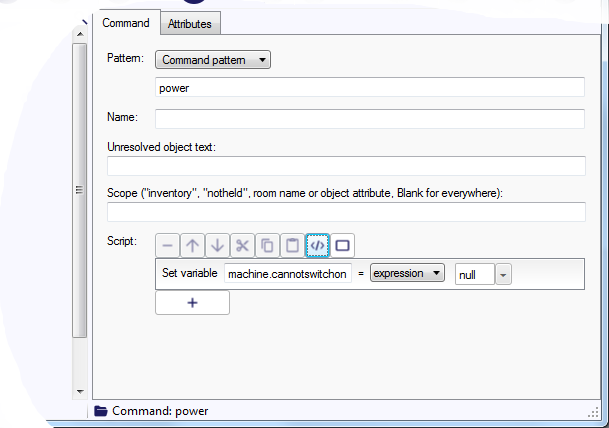 Command Attributes
Pattern: Command pattern
power
Name:
Unresolved object text:
Scope ("inventory", "notheld", room name or object attribute, Blank for everywhere):
Script:
Set variable machine.cannotswitchon = expression null
Command: power